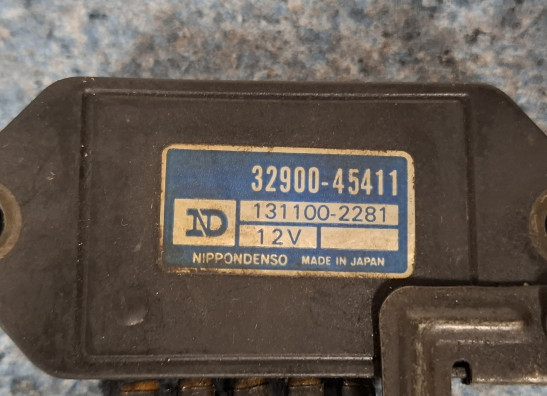 32900-45411
ND 131100-2281
12V
NIPPONDENSO MADE IN JAPAN